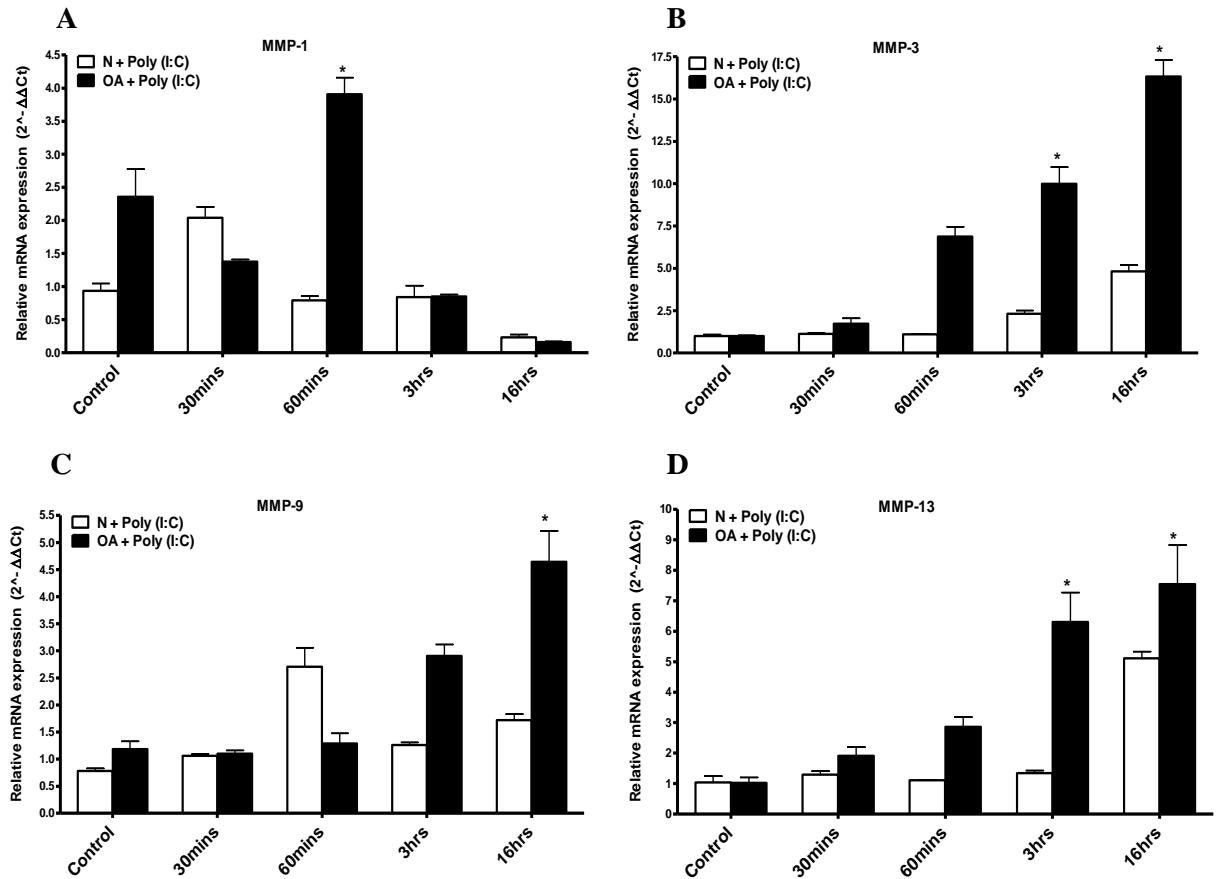 A
MMP-1
N + Poly (I:C)
OA + Poly (I:C)
Relative mRNA expression (2^- ΔΔCt)
4.5
4.0
3.5
3.0
2.5
2.0
1.5
1.0
0.5
0.0
*
Control
30mins
60mins
3hrs
16hrs
B
MMP-3
N + Poly (I:C)
OA + Poly (I:C)
Relative mRNA expression (2^- ΔΔCt)
17.5
15.0
12.5
10.0
7.5
5.0
2.5
0.0
*
*
Control
30mins
60mins
3hrs
16hrs
C
MMP-9
N + Poly (I:C)
OA + Poly (I:C)
Relative mRNA expression (2^- ΔΔCt)
5.5
5.0
4.5
4.0
3.5
3.0
2.5
2.0
1.5
1.0
0.5
0.0
*
Control
30mins
60mins
3hrs
16hrs
D
MMP-13
N + Poly (I:C)
OA + Poly (I:C)
Relative mRNA expression (2^- ΔΔCt)
10
9
8
7
6
5
4
3
2
1
0
*
*
Control
30mins
60mins
3hrs
16hrs